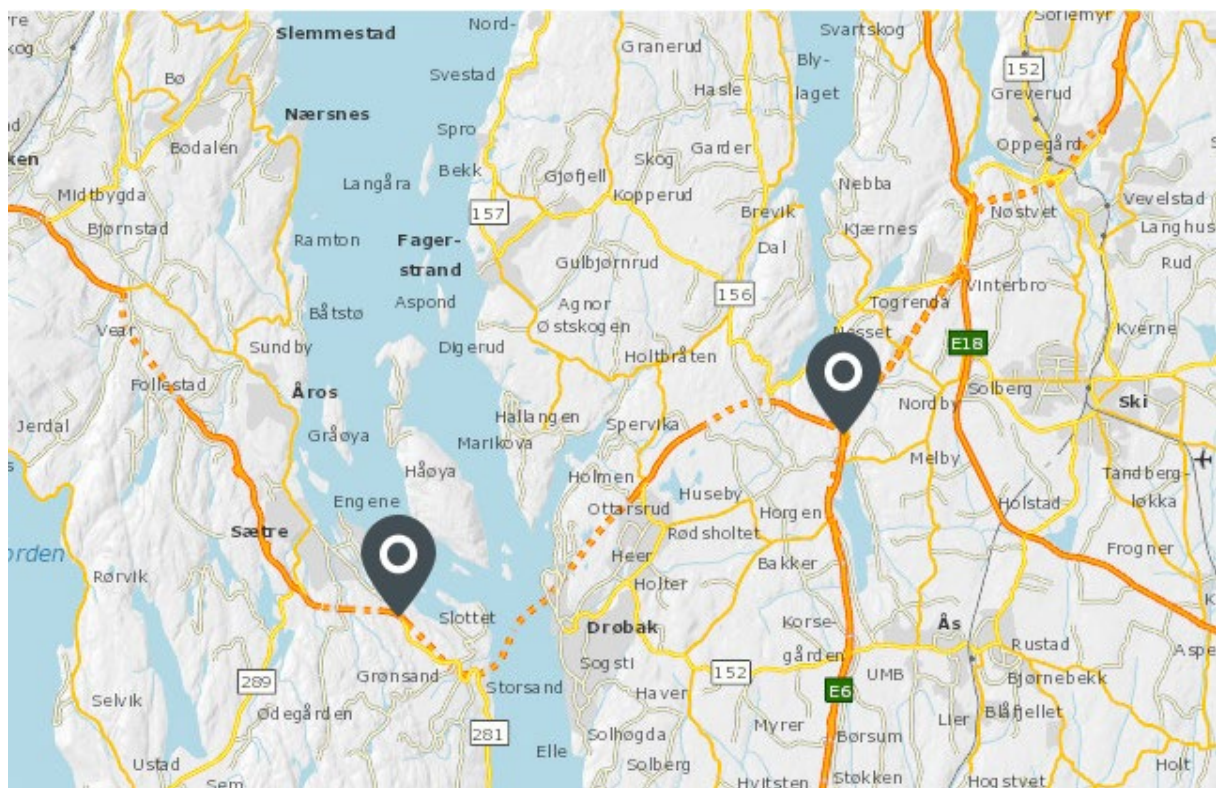 Slemmestad
Nord-
Svartskog
Sofiemyr
Granerud
Bø
Svestad
Bly-
laget
152
Hasle
Greverud
Nærsnes
Spro
Bødalen
Garder
Oppegård
ken
Skog
Bekk
Gjøfjell
Langåra
Nebba
Midtbygda
Kopperud
Vevelstad
157
Brevik
Nøstvet
Bjørnstad
Kjærnes
Langhus
Ramton
Fager-
strand
Dal
Gulbjørnrud
Rud
156
Vinterbro
Aspond
Agnor
Togrenda
Båtstø
Østskogen
Vear
Nesset
Kverne
Sundby
Digerud
E18
Holtbråten
Follestad
Solberg
Åros
Ski
Nordby
Hallangen
Jerdal
Spervika
Gråøya
Marikova
Melby
Håøya
Holmen
Tandberg-
løkka
Huseby
Engene
Ottarsrud
Horgen
Holstad
Sætre
Rødsholtet
Heer
Frogner
orden
Bakker
Rørvik
Holter
Slottet
Drøbak
Korse-
gården
Ås
Rustad
Aspe
Sogsti
Grønsand
152
UMB
289
Bjørnebekk
Storsand
E6
Selvik
Haver
Ødegården
Blåfjellet
Myrer
Lier
281
Solhøgda
Elle
Børsum
Ustad
Solberg
Holt
Sem
Hvitsten
Støkken
Hogstvet